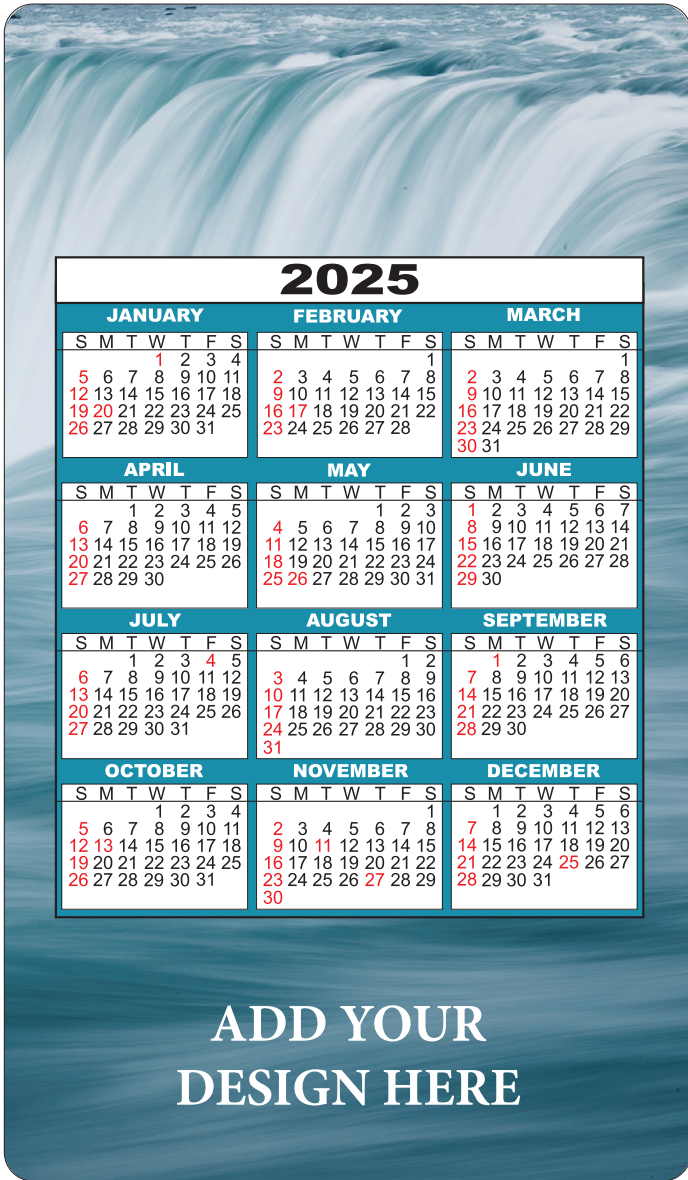 2025
JANUARY FEBRUARY MARCH
S M T W T F S S M T W T F S S M T W T F S
1 2 3 4 1 1
5 6 7 8 9 10 11 2 3 4 5 6 7 8 2 3 4 5 6 7 8
12 13 14 15 16 17 18 9 10 11 12 13 14 15 9 10 11 12 13 14 15
19 20 21 22 23 24 25 16 17 18 19 20 21 22 16 17 18 19 20 21 22
26 27 28 29 30 31 23 24 25 26 27 28 23 24 25 26 27 28 29
30 31
APRIL MAY JUNE
S M T W T F S S M T W T F S S M T W T F S
1 2 3 4 5 1 2 3 1 2 3 4 5 6 7
6 7 8 9 10 11 12 4 5 6 7 8 9 10 8 9 10 11 12 13 14
13 14 15 16 17 18 19 11 12 13 14 15 16 17 15 16 17 18 19 20 21
20 21 22 23 24 25 26 18 19 20 21 22 23 24 22 23 24 25 26 27 28
27 28 29 30 25 26 27 28 29 30 31 29 30
JULY AUGUST SEPTEMBER
S M T W T F S S M T W T F S S M T W T F S
1 2 3 4 5 1 2 1 2 3 4 5 6
6 7 8 9 10 11 12 3 4 5 6 7 8 9 7 8 9 10 11 12 13
13 14 15 16 17 18 19 10 11 12 13 14 15 16 14 15 16 17 18 19 20
20 21 22 23 24 25 26 17 18 19 20 21 22 23 21 22 23 24 25 26 27
27 28 29 30 31 24 25 26 27 28 29 30 28 29 30
31
OCTOBER NOVEMBER DECEMBER
S M T W T F S S M T W T F S S M T W T F S
1 2 3 4 1 1 2 3 4 5 6
5 6 7 8 9 10 11 2 3 4 5 6 7 8 7 8 9 10 11 12 13
12 13 14 15 16 17 18 9 10 11 12 13 14 15 14 15 16 17 18 19 20
19 20 21 22 23 24 25 16 17 18 19 20 21 22 21 22 23 24 25 26 27
26 27 28 29 30 31 23 24 25 26 27 28 29 28 29 30 31
30
ADD YOUR
DESIGN HERE